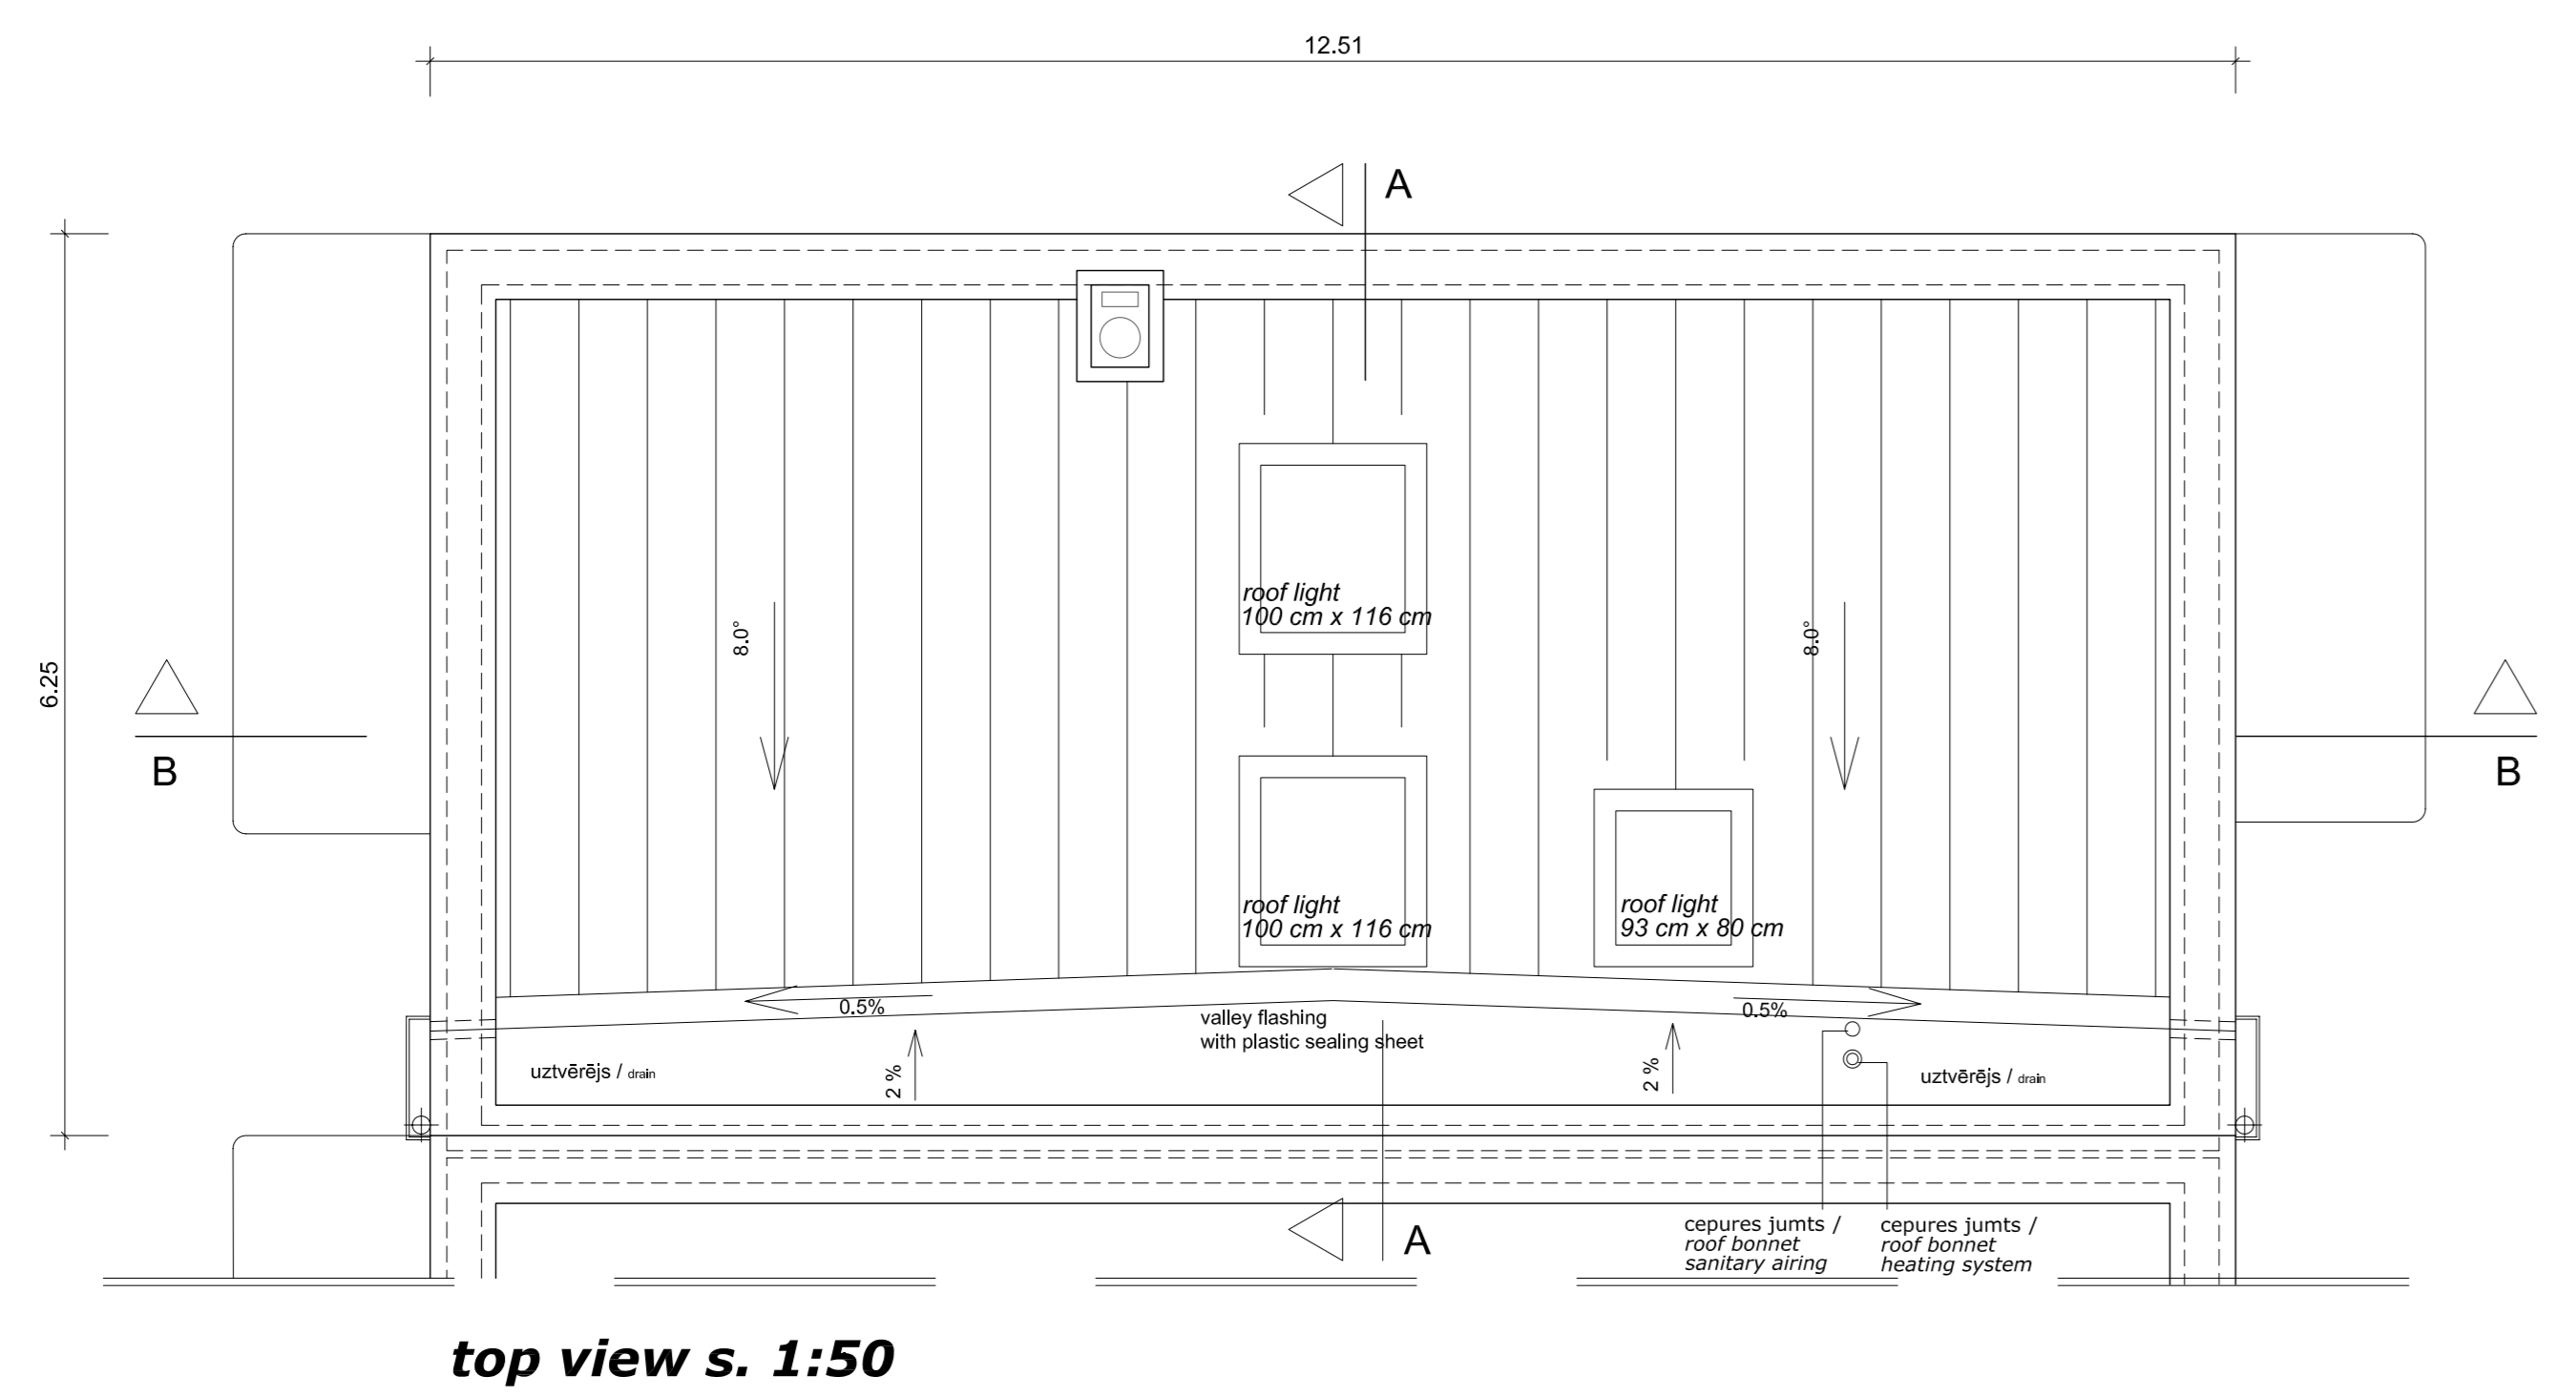 12.51
A
6.25
8.0°
8.0°
roof light
100 cm x 116 cm
B
B
roof light
100 cm x 116 cm
roof light
93 cm x 80 cm
0.5%
0.5%
valley flashing
with plastic sealing sheet
uztvērējs / drain
2 %
2 %
uztvērējs / drain
A
cepures jumts /
roof bonnet
sanitary airing
cepures jumts /
roof bonnet
heating system
top view s. 1:50